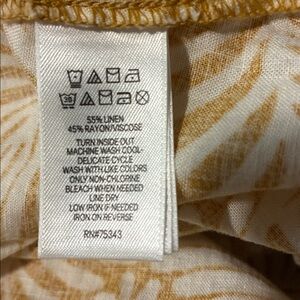 55% LINEN
45% RAYON/VISCOSE
TURN INSIDE OUT
MACHINE WASH COOL-
DELICATE CYCLE
WASH WITH LIKE COLORS
ONLY NON-CHLORINE
BLEACH WHEN NEEDED
LINE DRY
LOW IRON IF NEEDED
IRON ON REVERSE
RN#75343